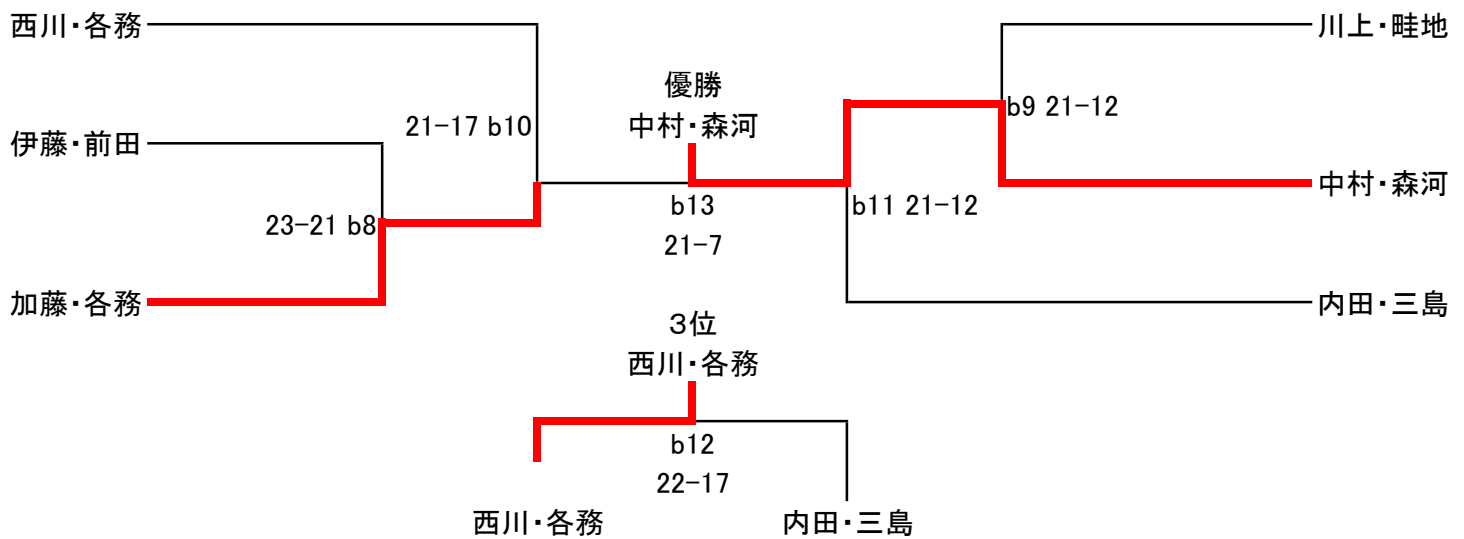 西川・各務
川上・畦地
優勝
中村・森河
21-17 b10
b9 21-12
伊藤・前田
中村・森河
b13
21-7
b11 21-12
23-21 b8
加藤・各務
内田・三島
３位
西川・各務
b12
22-17
西川・各務
内田・三島